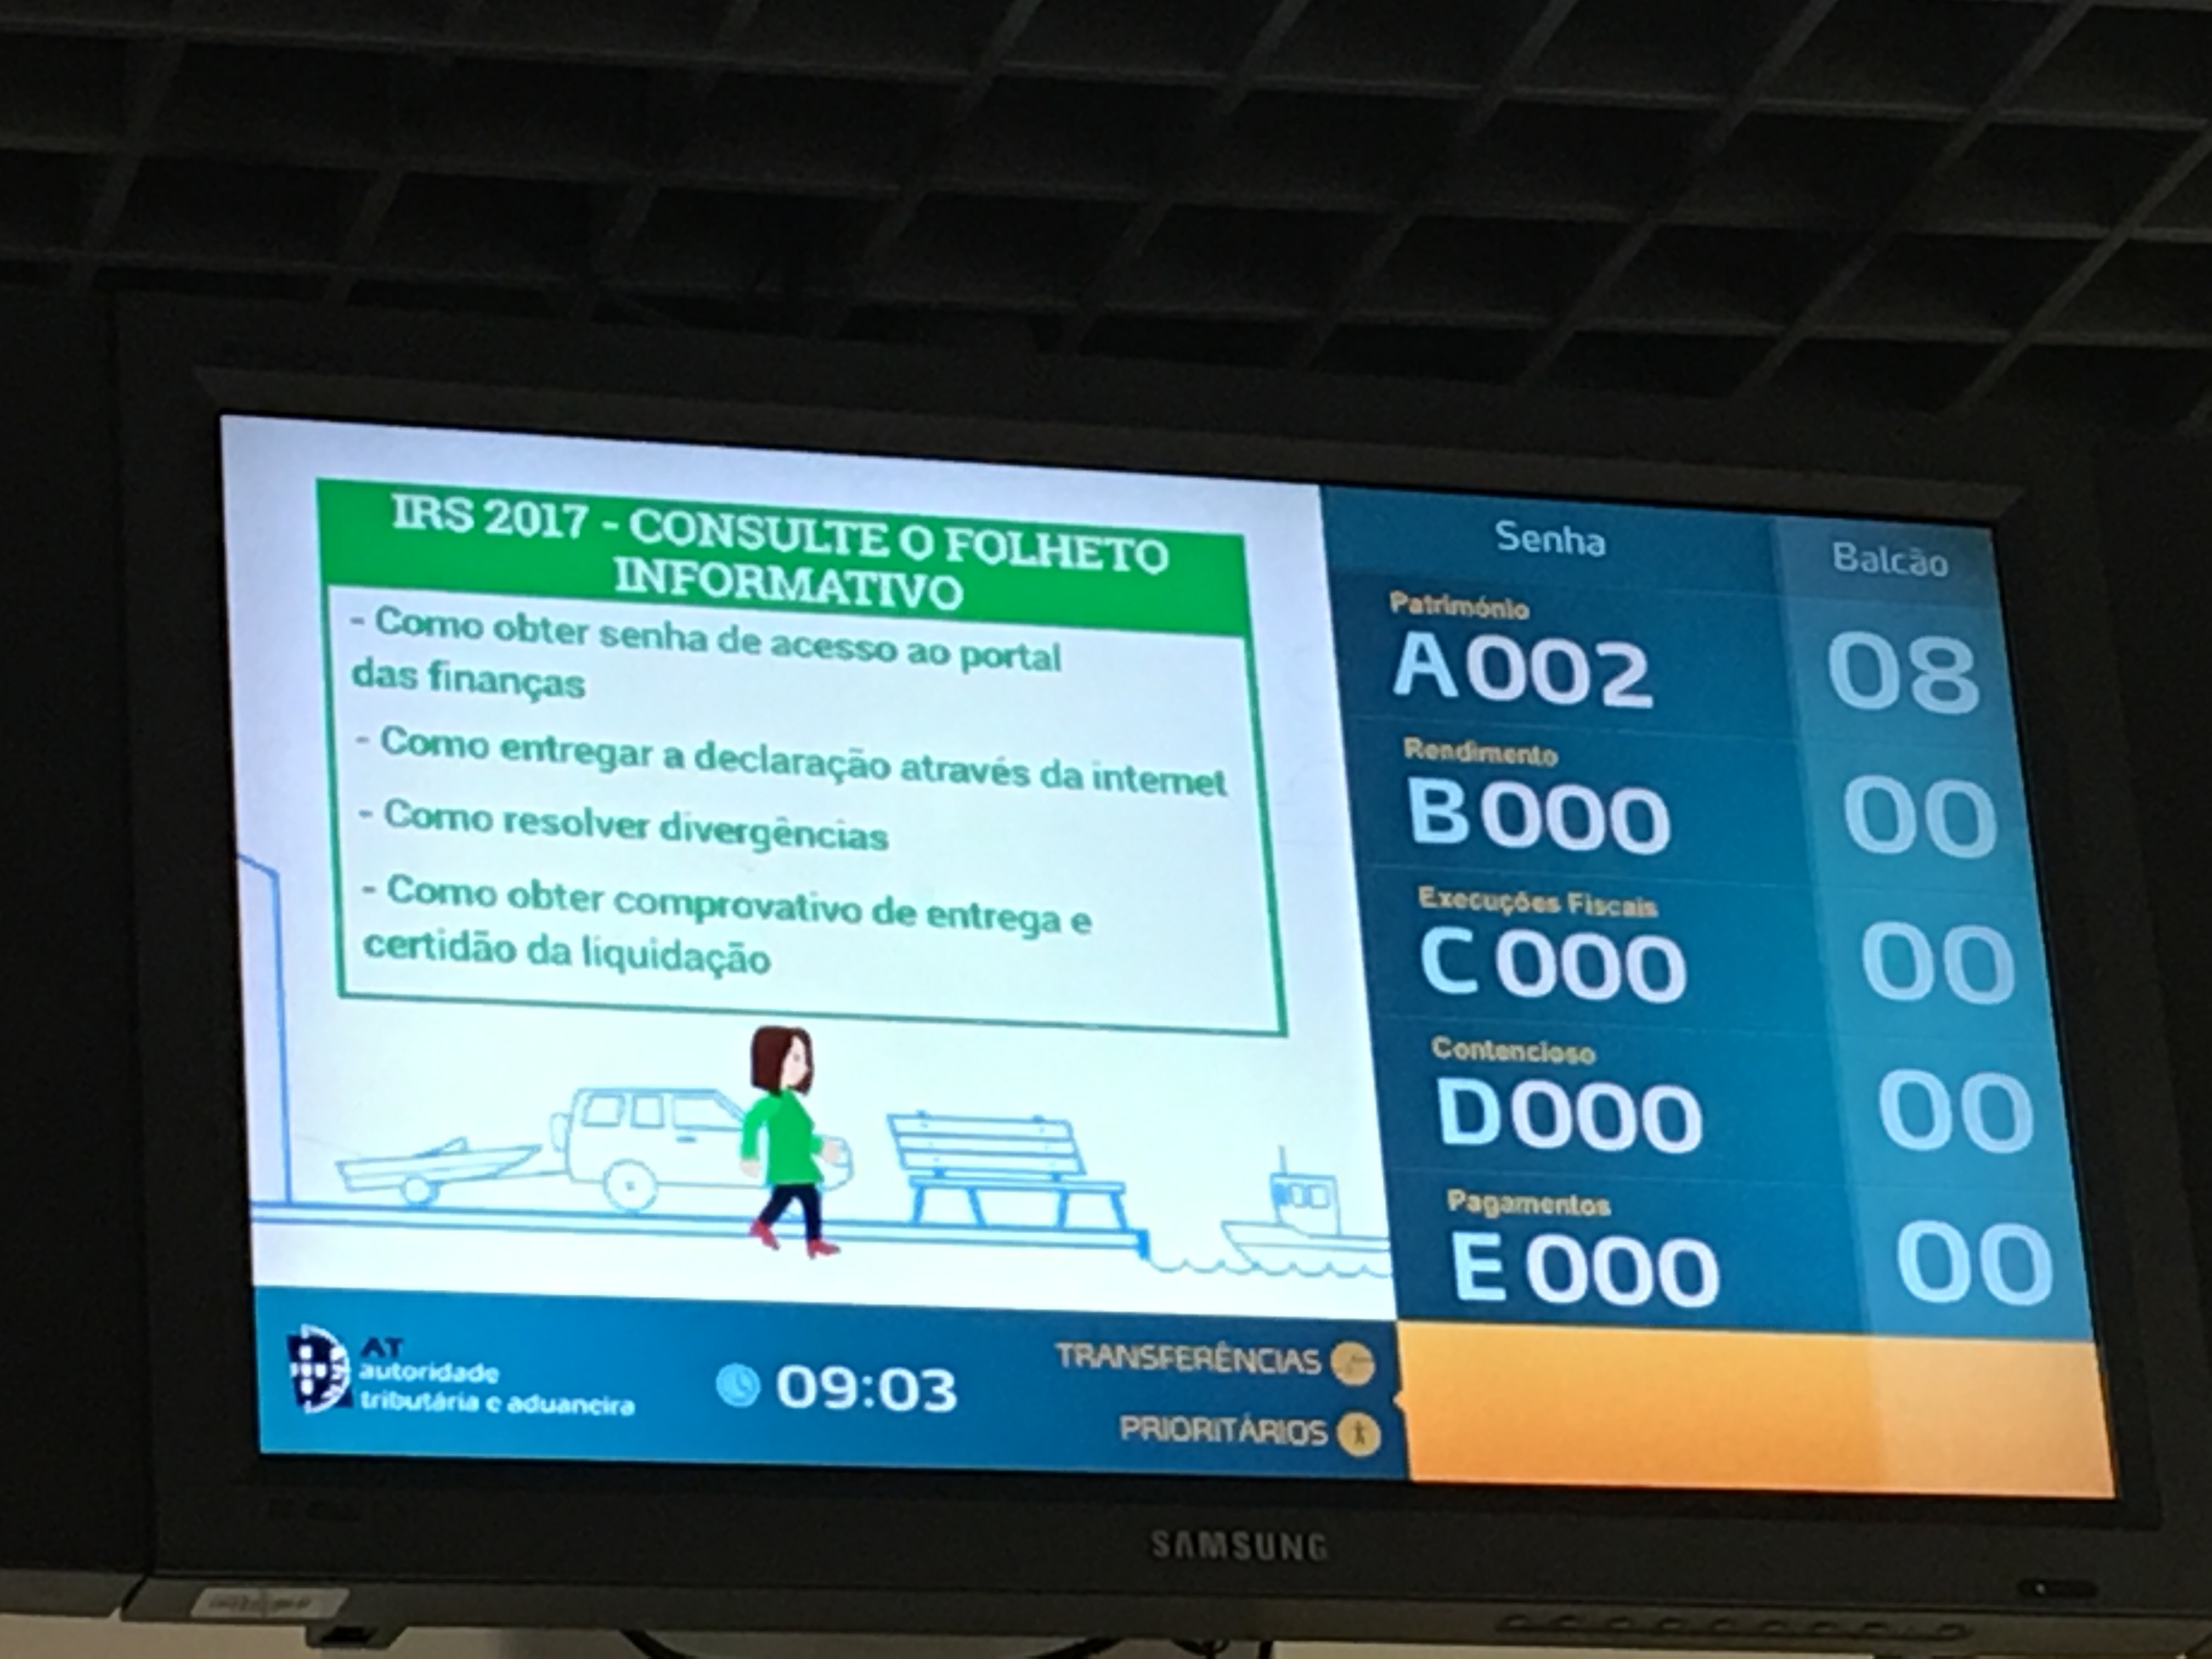 IRS 2017 - CONSULTE O FOLHETO
INFORMATIVO
- Como obter senha de acesso ao portal
das finanças
- Como entregar a declaração através da internet
- Como resolver divergências
- Como obter comprovativo de entrega e
certidão da liquidação
Senha Balcão
Património
A002 08
Rendimento
B000 00
Execuções Fiscais
C000 00
Contencioso
D000 00
Pagamentos
E000 00
AT
autoridade
tributária e aduaneira
09:03
TRANSFERÊNCIAS
PRIORITÁRIOS
SAMSUNG